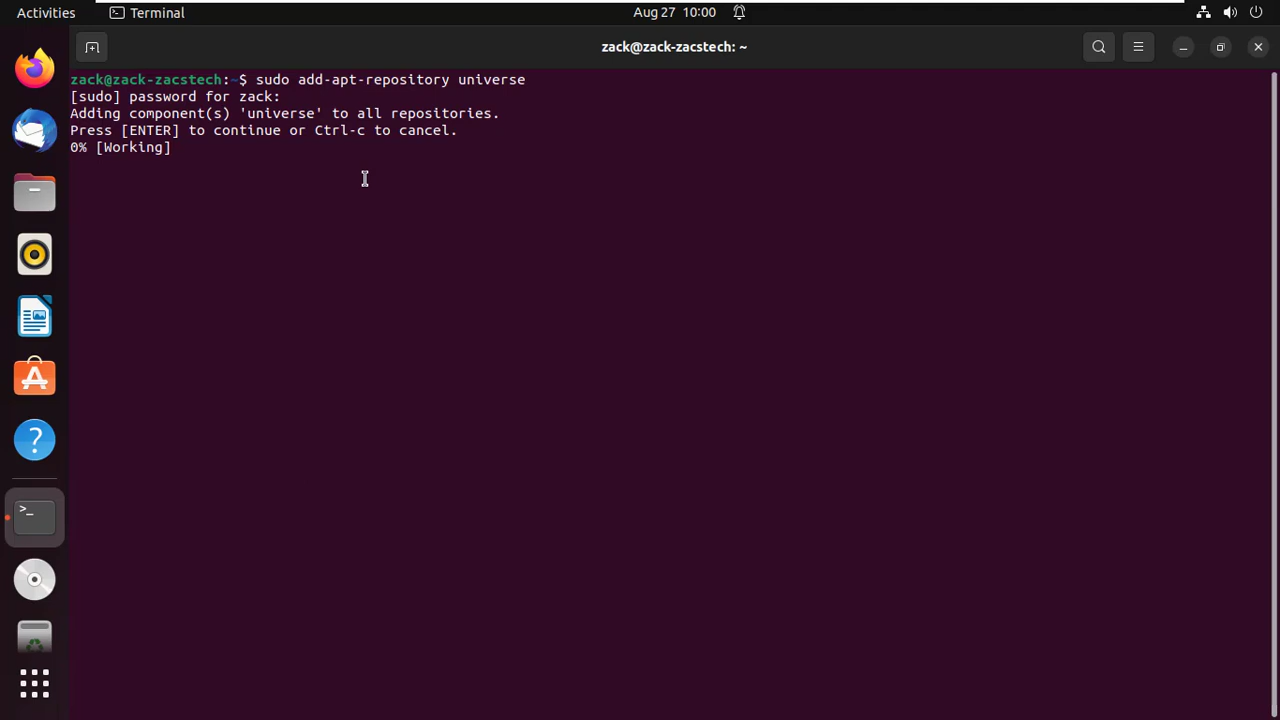 Activities
Terminal
Aug 27 10:00
zack@zack-zacstech: ~
zack@zack-zacstech:~$ sudo add-apt-repository universe
[sudo] password for zack:
Adding component(s) 'universe' to all repositories.
Press [ENTER] to continue or Ctrl-c to cancel.
0% [Working]